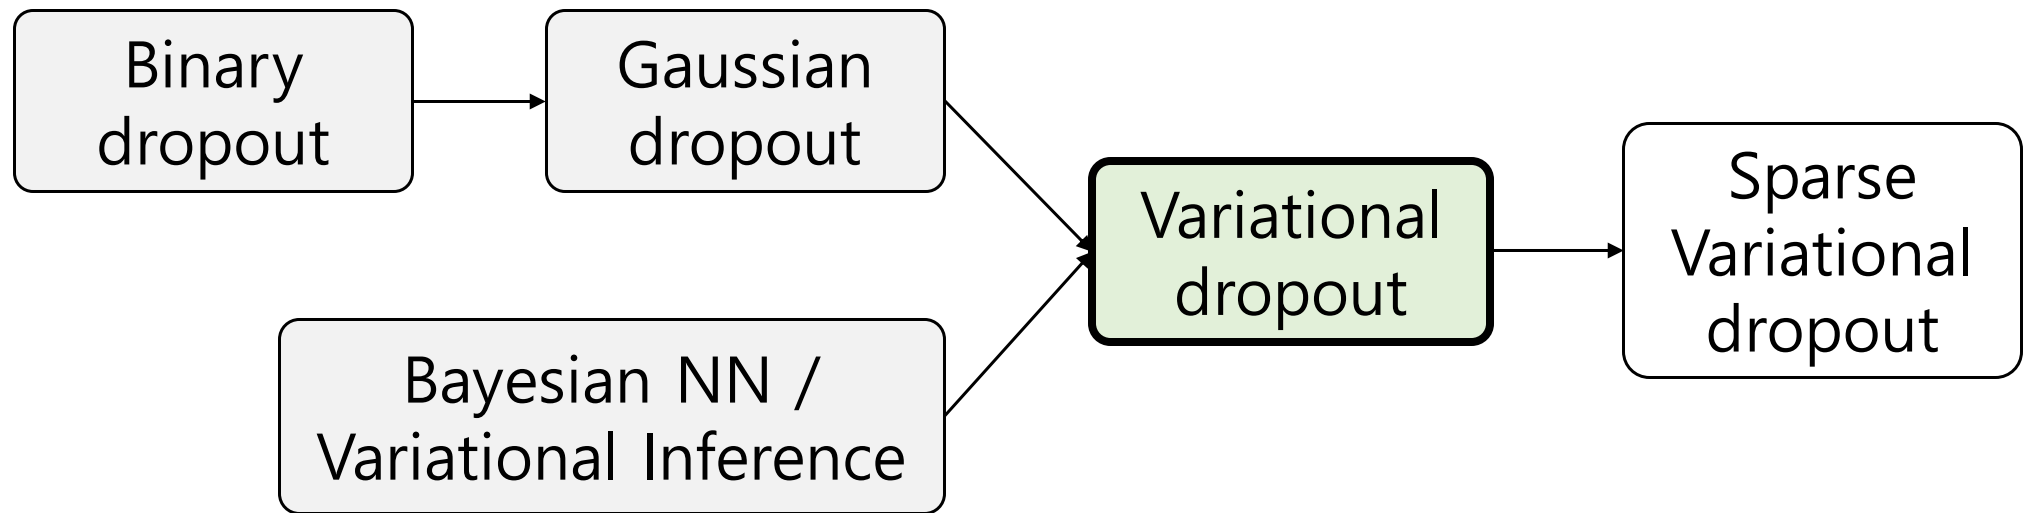 Binary
dropout
Gaussian
dropout
Bayesian NN /
Variational Inference
Variational
dropout
Sparse
Variational
dropout